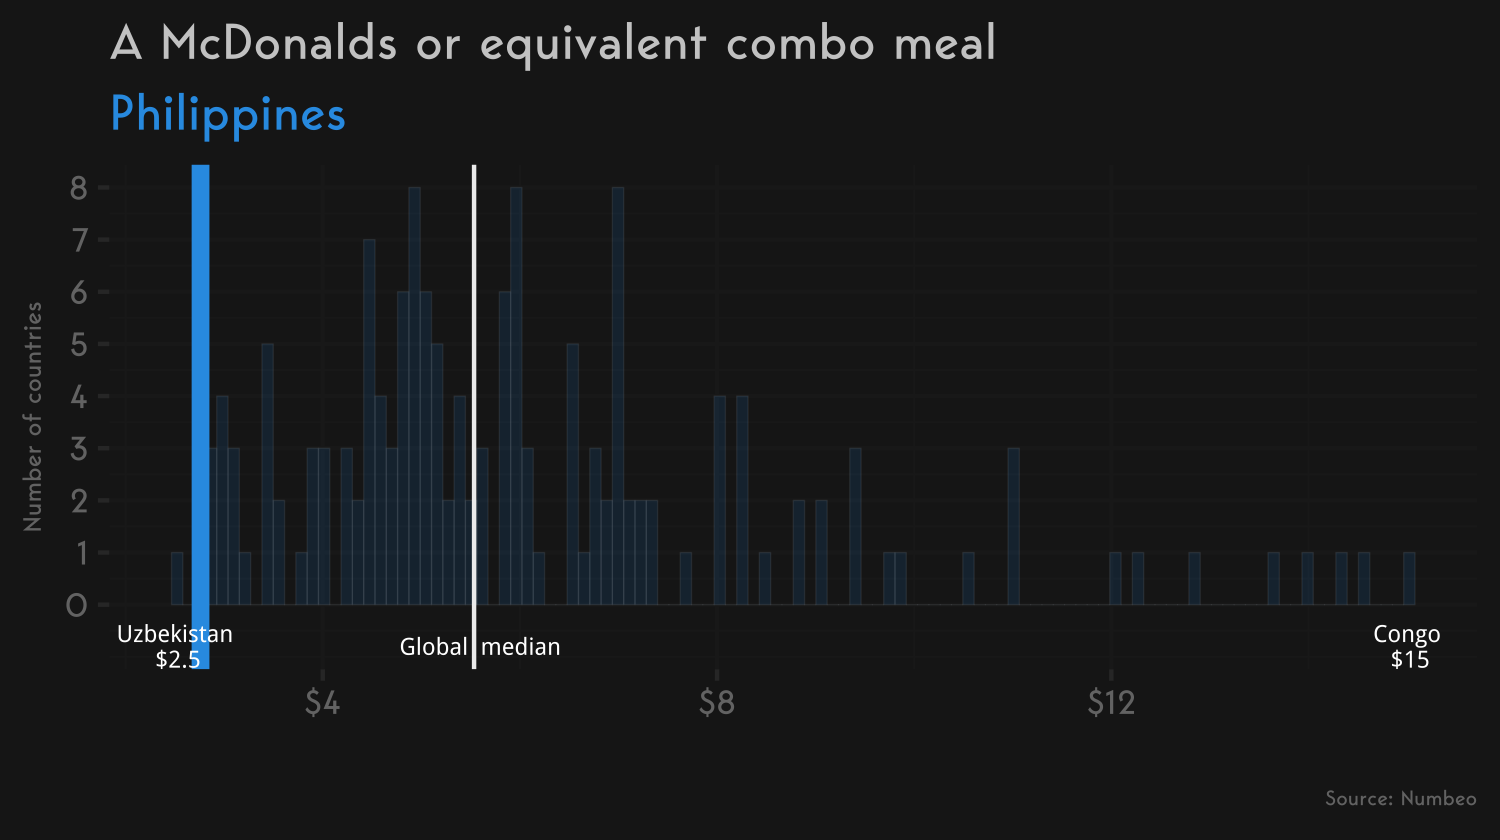 A McDonalds or equivalent combo meal
Philippines
Number of countries
8
7
6
5
4
3
2
1
0
Uzbekistan
$2.5
Global median
Congo
$15
$4 $8 $12
Source: Numbeo